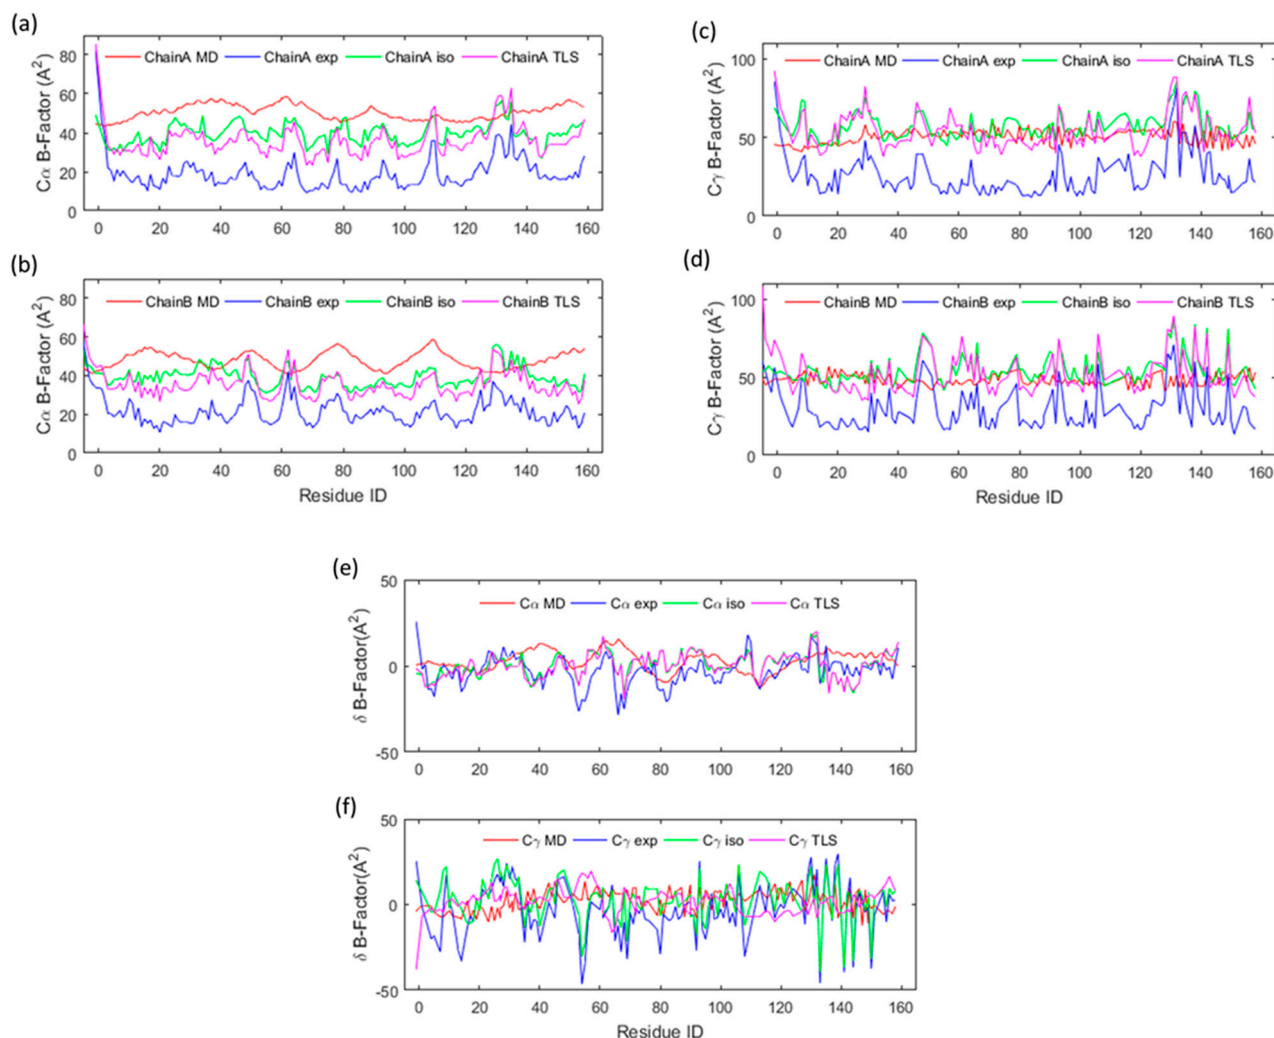 (a)
ChainA MD ChainA exp ChainA iso ChainA TLS
80
60
40
20
0
Cα B-Factor (A²)
0 20 40 60 80 100 120 140 160
(b)
ChainB MD ChainB exp ChainB iso ChainB TLS
80
60
40
20
0
Cα B-Factor (A²)
0 20 40 60 80 100 120 140 160
Residue ID
(c)
ChainA MD ChainA exp ChainA iso ChainA TLS
100
50
0
Cγ B-Factor (A²)
0 20 40 60 80 100 120 140 160
(d)
ChainB MD ChainB exp ChainB iso ChainB TLS
100
50
0
Cγ B-Factor (A²)
0 20 40 60 80 100 120 140 160
Residue ID
(e)
Cα MD Cα exp Cα iso Cα TLS
50
0
-50
δ B-Factor(A²)
0 20 40 60 80 100 120 140 160
(f)
Cγ MD Cγ exp Cγ iso Cγ TLS
50
0
-50
δ B-Factor(A²)
0 20 40 60 80 100 120 140 160
Residue ID